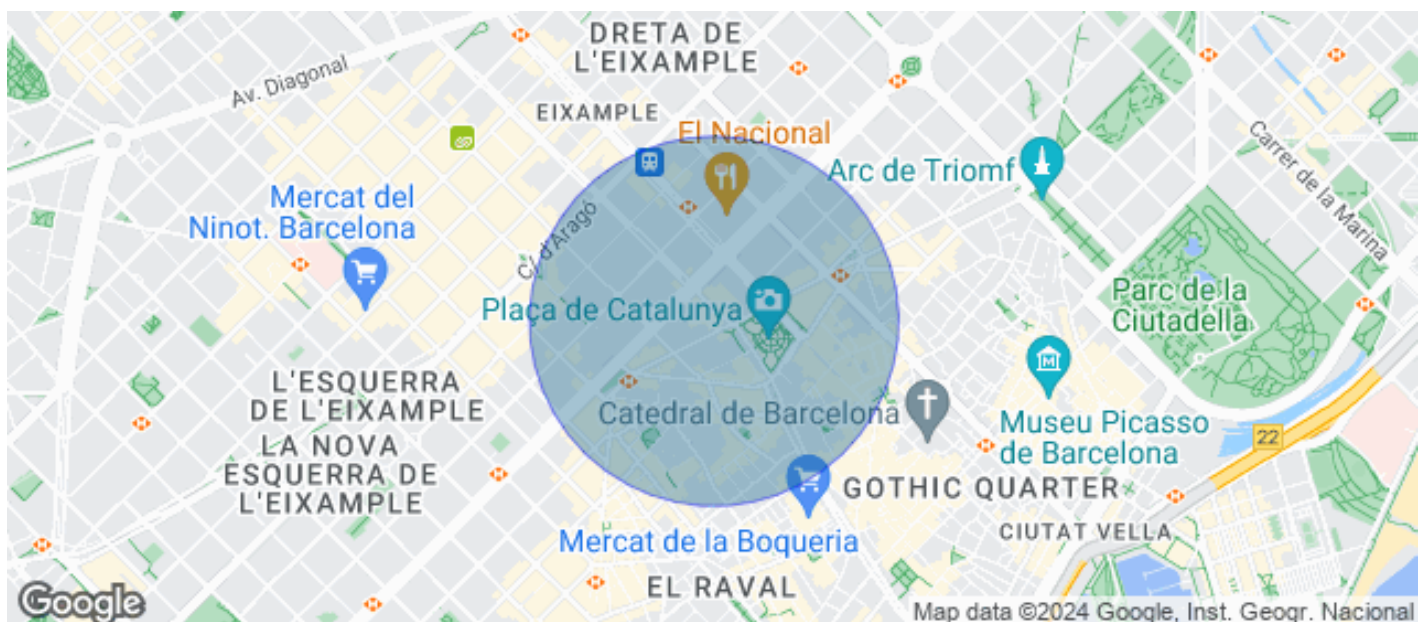 DRETA DE
L'EIXAMPLE
Av. Diagonal
EIXAMPLE
El Nacional
Arc de Triomf
Carrer de la Marina
Mercat del
Ninot. Barcelona
C/ d'Aragó
Plaça de Catalunya
Parc de la
Ciutadella
L'ESQUERRA
DE L'EIXAMPLE
Catedral de Barcelona
Museu Picasso
de Barcelona
22
LA NOVA
ESQUERRA DE
L'EIXAMPLE
GOTHIC QUARTER
CIUTAT VELLA
Mercat de la Boqueria
EL RAVAL
Google
Map data ©2024 Google, Inst. Geogr. Nacional